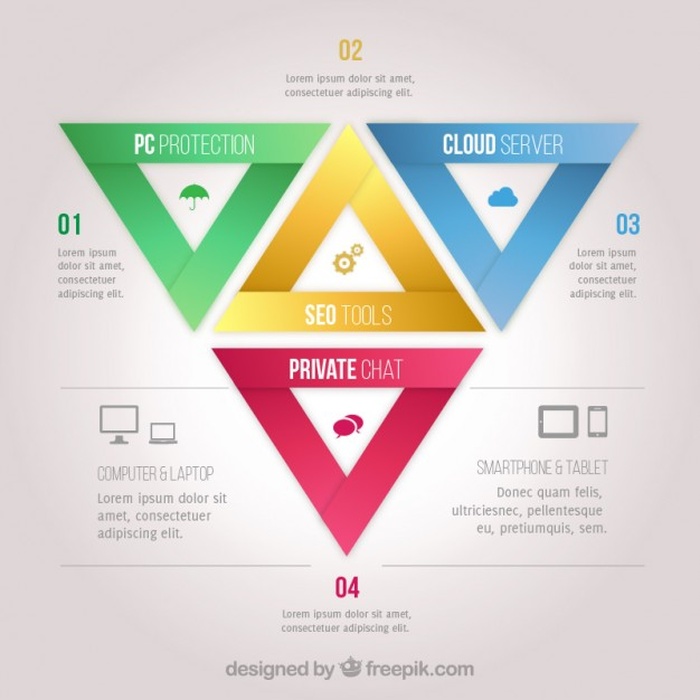 02
Lorem ipsum dolor sit amet,
consectetuer adipiscing elit.
PC PROTECTION
CLOUD SERVER
01
Lorem ipsum
dolor sit amet,
consectetuer
adipiscing elit.
03
Lorem ipsum
dolor sit amet,
consectetuer
adipiscing elit.
SEO TOOLS
PRIVATE CHAT
COMPUTER & LAPTOP
Lorem ipsum dolor sit
amet, consectetuer
adipiscing elit.
SMARTPHONE & TABLET
Donec quam felis,
ultriciesnec, pellentesque
eu, pretiumquis, sem.
04
Lorem ipsum dolor sit amet,
consectetuer adipiscing elit.
designed by freepik.com